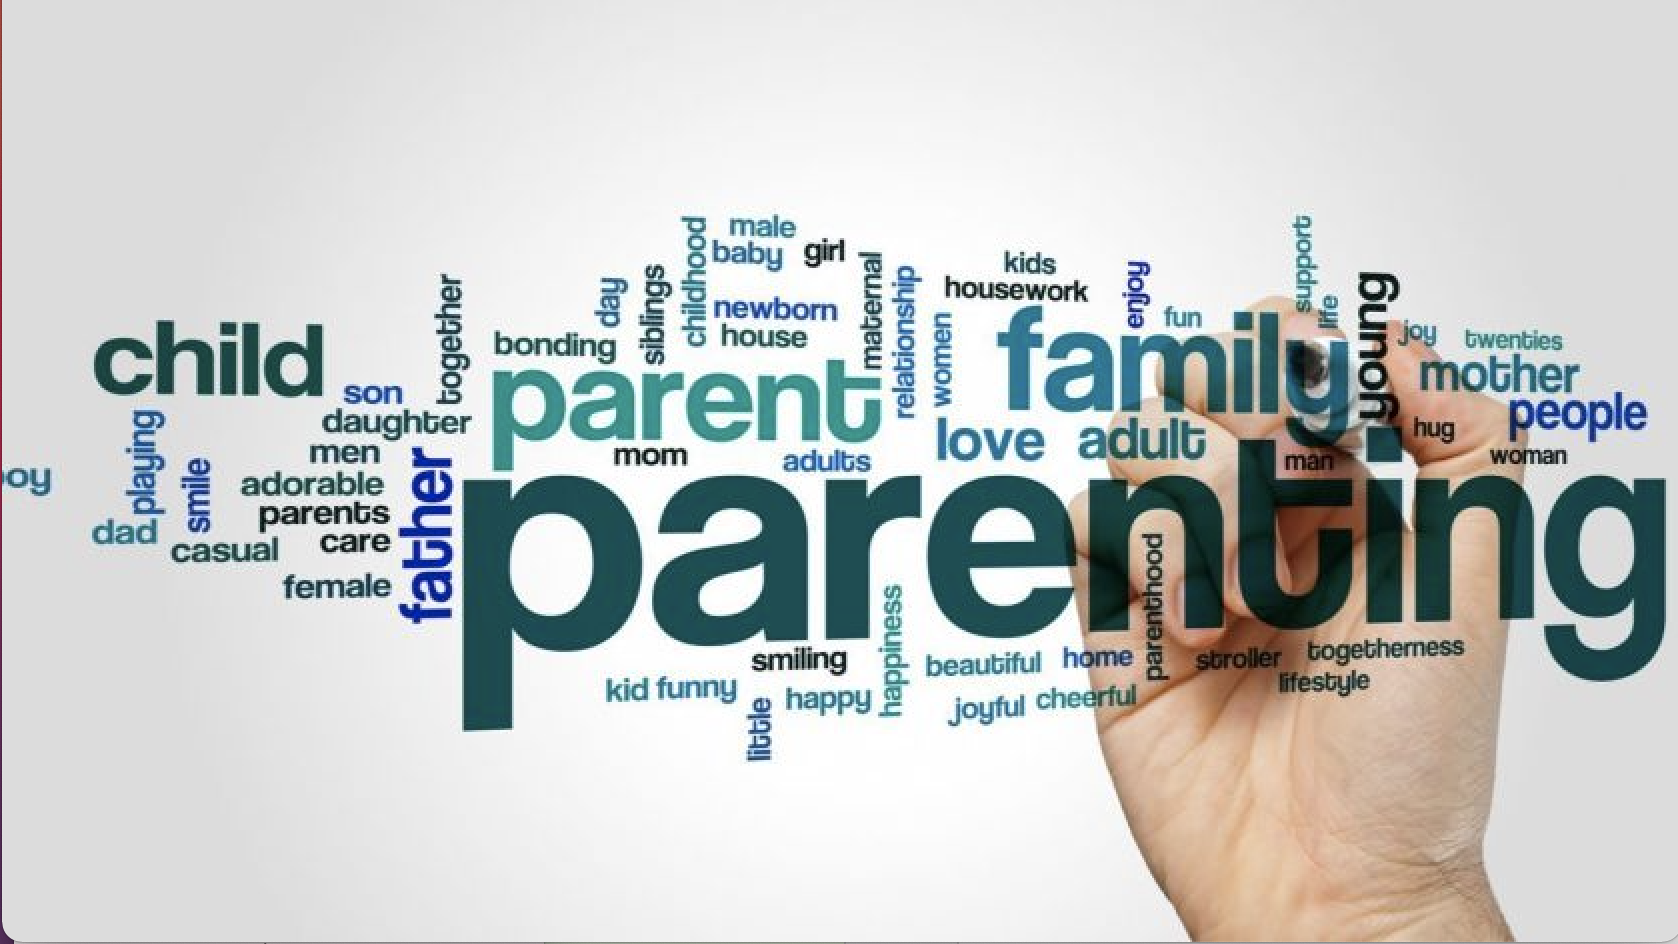 child
together
son
daughter
men
playing
smile
adorable
parents
dad
casual
care
female
father
bonding
day
siblings
childhood
male
baby
girl
newborn
house
maternal
relationship
women
parent
mom
adults
kids
housework
enjoy
fun
family
support
life
young
joy
twenties
mother
people
love
adult
man
hug
woman
parenting
parenthood
kid
funny
smiling
little
happy
happiness
beautiful
home
joyful
cheerful
stroller
togetherness
lifestyle